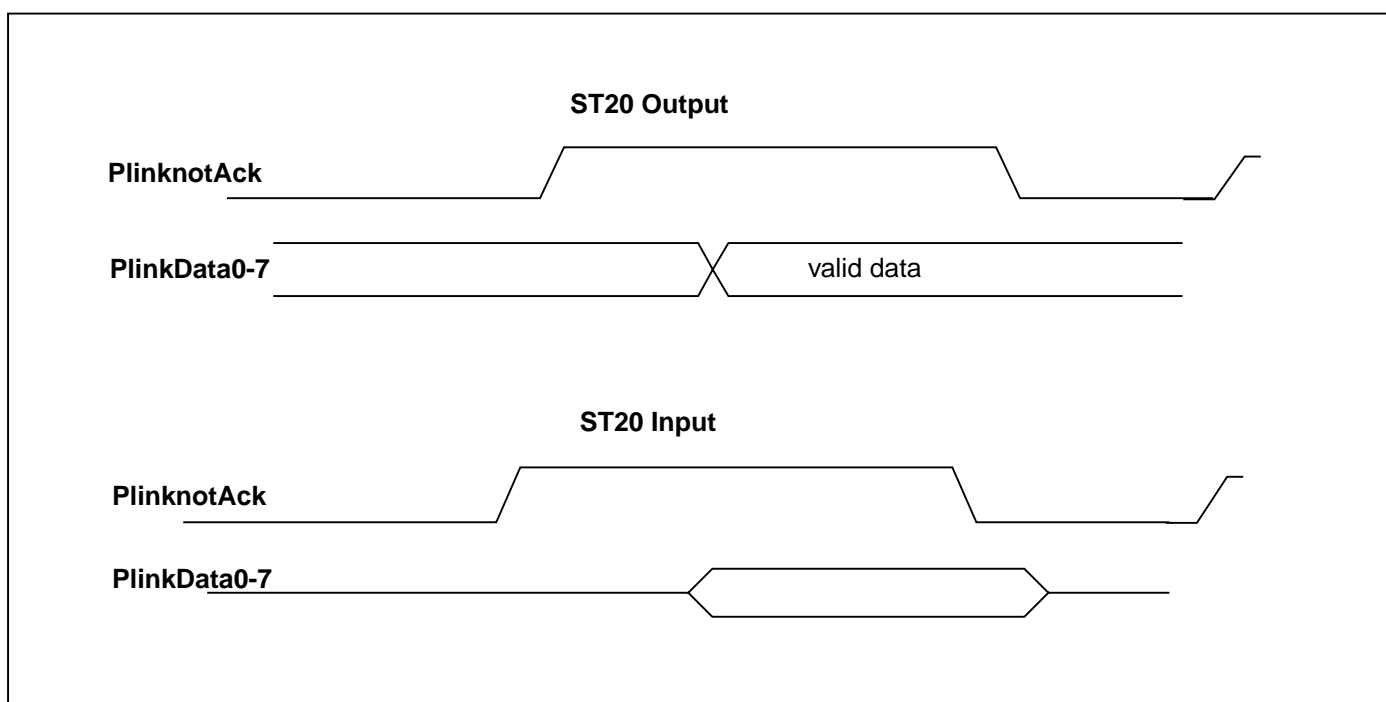 ST20 Output
PlinknotAck
PlinkData0-7
valid data
ST20 Input
PlinknotAck
PlinkData0-7